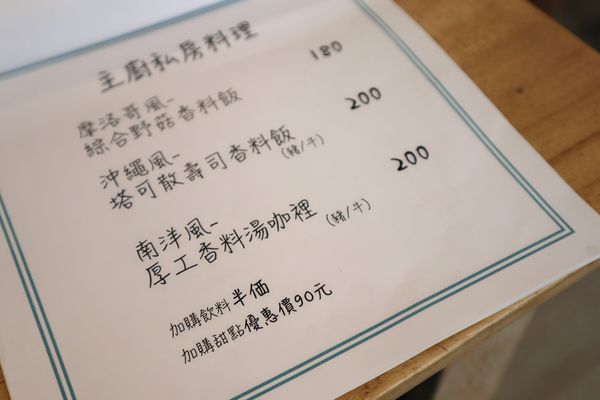 主廚私房料理
摩洛哥風- 180
綜合野菇香料飯
沖繩風- 200
塔可散壽司香料飯(豬/牛)
南洋風- 200
厚工香料湯咖裡(豬/牛)
加購飲料半価
加購甜點優惠價90元